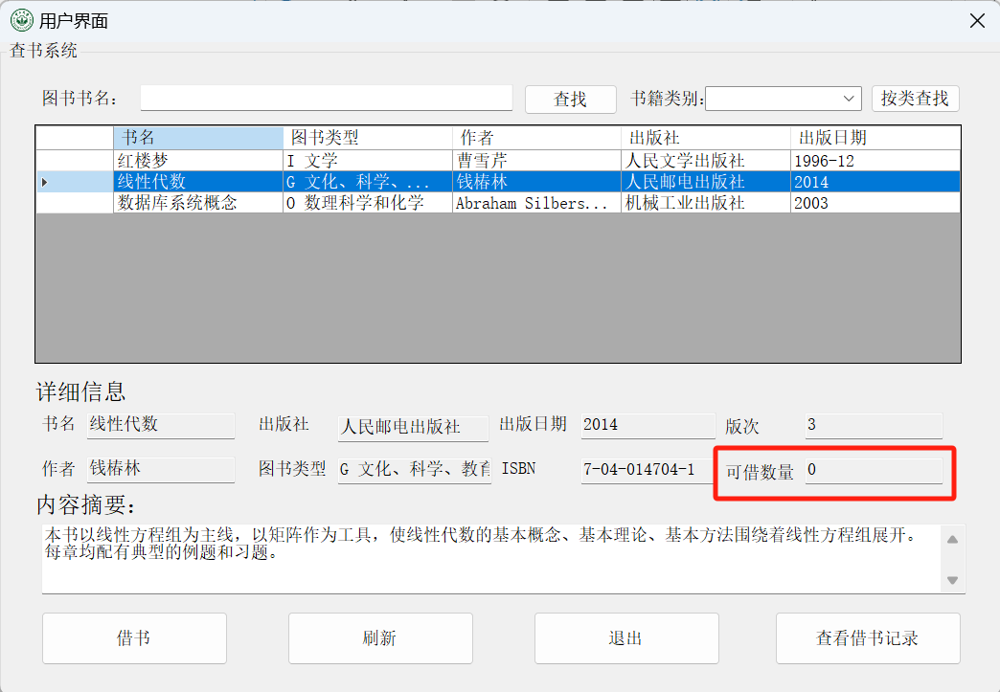 用户界面
查书系统
图书书名： 查找 书籍类别: 按类查找
书名 图书类型 作者 出版社 出版日期
红楼梦 I 文学 曹雪芹 人民文学出版社 1996-12
线性代数 G 文化、科学、... 钱椿林 人民邮电出版社 2014
数据库系统概念 O 数理科学和化学 Abraham Silbers... 机械工业出版社 2003
详细信息
书名 线性代数 出版社 人民邮电出版社 出版日期 2014 版次 3
作者 钱椿林 图书类型 G 文化、科学、教育 ISBN 7-04-014704-1 可借数量 0
内容摘要：
本书以线性方程组为主线，以矩阵作为工具，使线性代数的基本概念、基本理论、基本方法围绕着线性方程组展开。
每章均配有典型的例题和习题。
借书 刷新 退出 查看借书记录